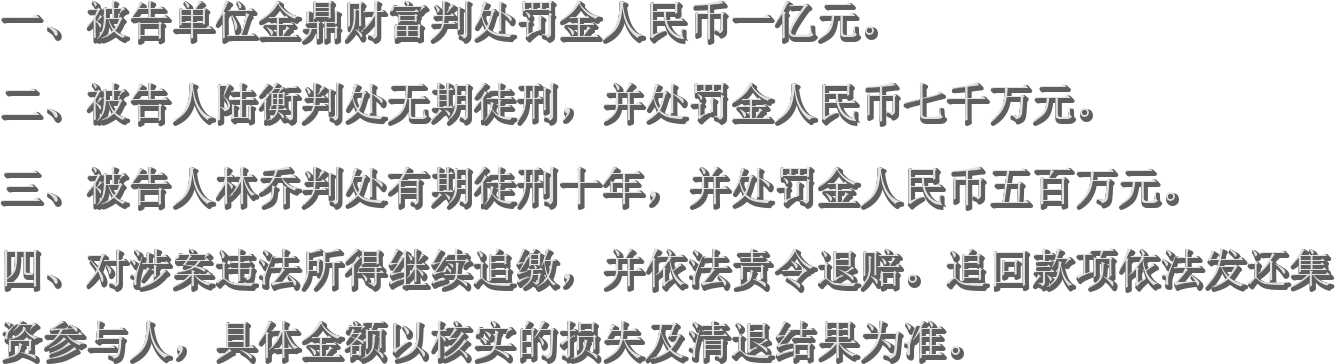 一、被告单位金鼎财富判处罚金人民币一亿元。
二、被告人陆衡判处无期徒刑，并处罚金人民币七千万元。
三、被告人林乔判处有期徒刑十年，并处罚金人民币五百万元。
四、对涉案违法所得继续追缴，并依法责令退赔。追回款项依法发还集
资参与人，具体金额以核实的损失及清退结果为准。